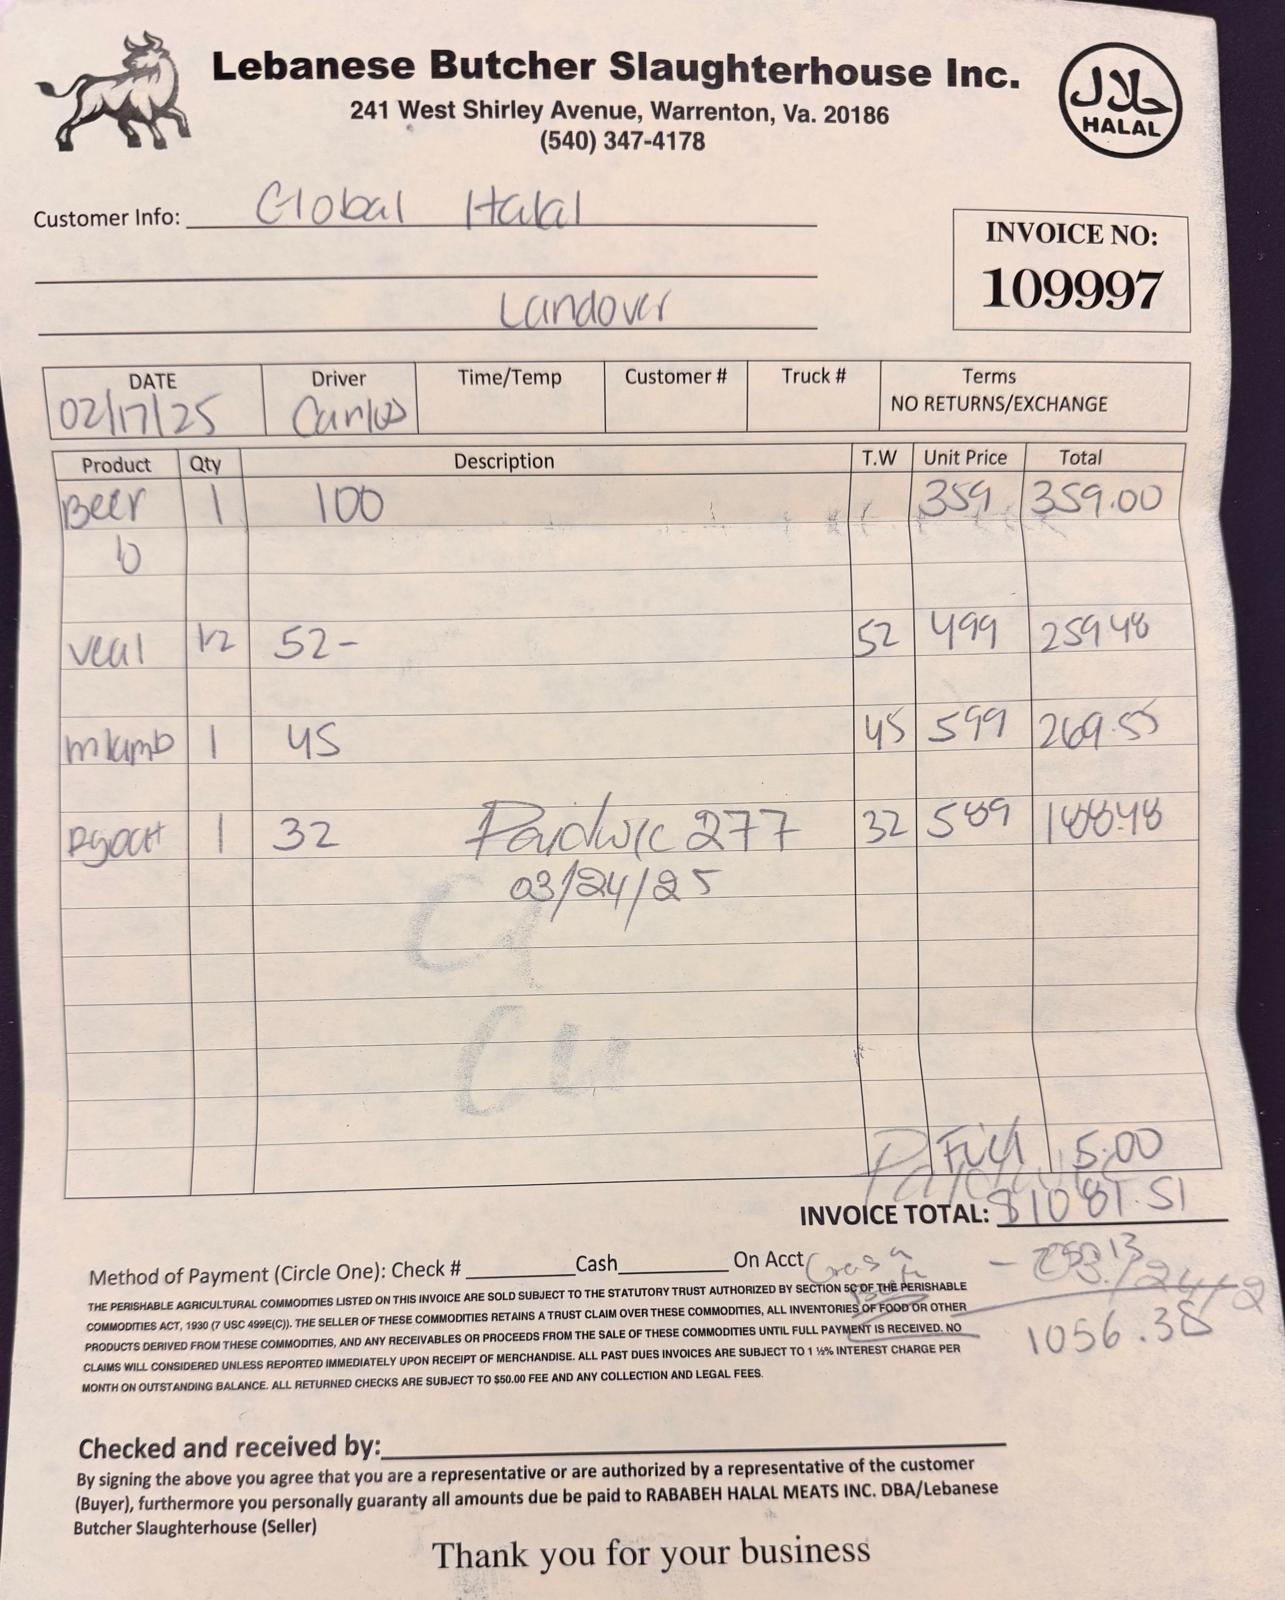 Lebanese Butcher Slaughterhouse Inc.
241 West Shirley Avenue, Warrenton, Va. 20186
(540) 347-4178
حلال
HALAL
Customer Info: Global Halal
Landover
INVOICE NO:
109997
DATE Driver Time/Temp Customer # Truck # Terms
02/17/25 Carlos NO RETURNS/EXCHANGE
Product Qty Description T.W Unit Price Total
Beer 1 100 359 359.00
veal 1/2 52- 52 499 259 48
mlamb 1 45 45 599 269.55
1 32 32 589 188.48
Paid w/c 277
03/24/25
5.00
INVOICE TOTAL: $1081.51
Method of Payment (Circle One): Check # Cash On Acct
THE PERISHABLE AGRICULTURAL COMMODITIES LISTED ON THIS INVOICE ARE SOLD SUBJECT TO THE STATUTORY TRUST AUTHORIZED BY SECTION 5C OF THE PERISHABLE
COMMODITIES ACT, 1930 (7 USC 499E(C)). THE SELLER OF THESE COMMODITIES RETAINS A TRUST CLAIM OVER THESE COMMODITIES, ALL INVENTORIES OF FOOD OR OTHER
PRODUCTS DERIVED FROM THESE COMMODITIES, AND ANY RECEIVABLES OR PROCEEDS FROM THE SALE OF THESE COMMODITIES UNTIL FULL PAYMENT IS RECEIVED. NO
CLAIMS WILL CONSIDERED UNLESS REPORTED IMMEDIATELY UPON RECEIPT OF MERCHANDISE. ALL PAST DUES INVOICES ARE SUBJECT TO 1 ½% INTEREST CHARGE PER
MONTH ON OUTSTANDING BALANCE. ALL RETURNED CHECKS ARE SUBJECT TO $50.00 FEE AND ANY COLLECTION AND LEGAL FEES.
1056.38
Checked and received by:
By signing the above you agree that you are a representative or are authorized by a representative of the customer
(Buyer), furthermore you personally guaranty all amounts due be paid to RABABEH HALAL MEATS INC. DBA/Lebanese
Butcher Slaughterhouse (Seller)
Thank you for your business